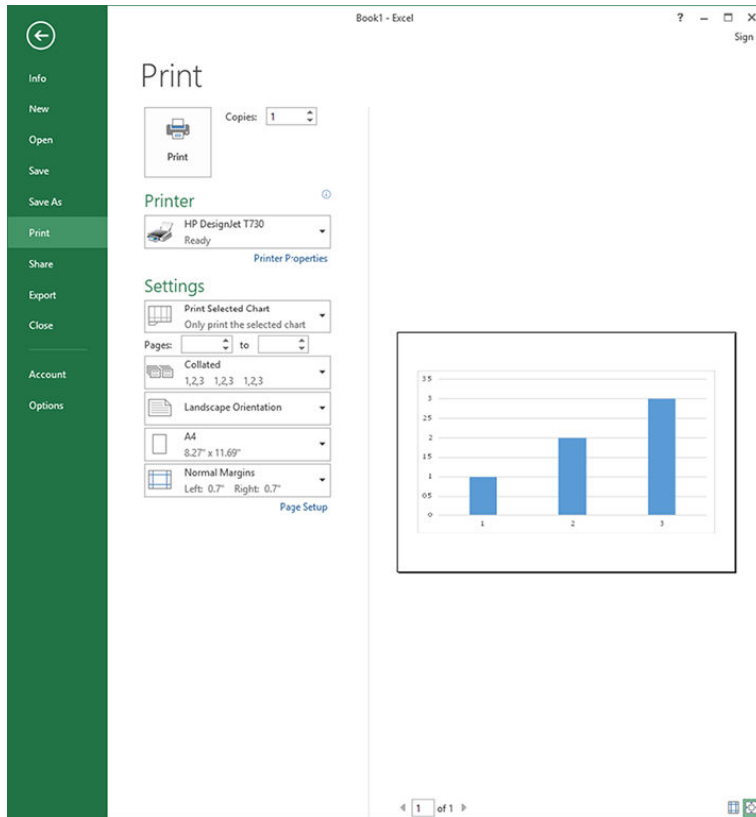 Book1 - Excel
?
Sign
Info
New
Open
Save
Save As
Print
Share
Export
Close
Account
Options
Print
Copies: 1
Print
Printer
HP DesignJet T730
Ready
Printer Properties
Settings
Print Selected Chart
Only print the selected chart
Pages: to
Collated
1,2,3 1,2,3 1,2,3
Landscape Orientation
A4
8.27" x 11.69"
Normal Margins
Left: 0.7" Right: 0.7"
Page Setup
3.5
3
2.5
2
1.5
1
0.5
0
1 2 3
1 of 1